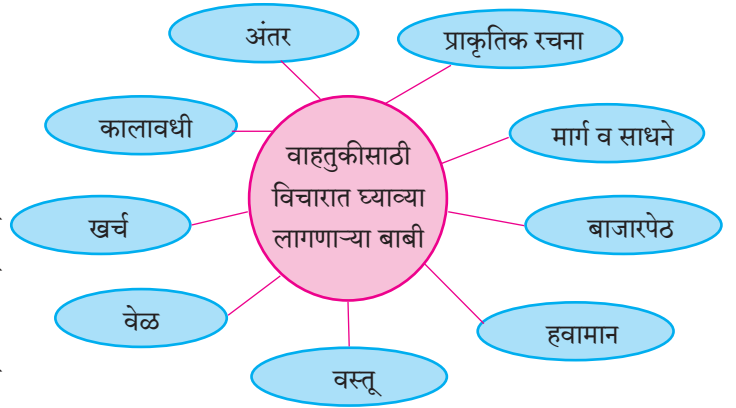 अंतर
प्राकृतिक रचना
कालावधी
मार्ग व साधने
वाहतुकीसाठी
विचारात घ्याव्या
लागणाऱ्या बाबी
खर्च
बाजारपेठ
वेळ
हवामान
वस्तू